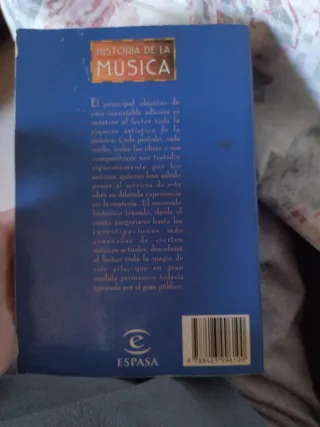 HISTORIA DE LA
MÚSICA
El principal objetivo de
esta
edición es
mostrar al lector toda la
riqueza artística de la
música. Cada período, cada
estilo, todas las obras y sus
compositores son tratados
rigurosamente por los
autores, quienes han sabido
poner al servicio de esta
obra su dilatada experiencia
en la materia. El recorrido
histórico trazado, desde el
canto gregoriano hasta las
investigaciones más
avanzadas de ciertos
músicos actuales, descubrirá
al lector toda la magia de
este arte, que en gran
medida permanece todavía
ignorada por el gran público.
ESPASA